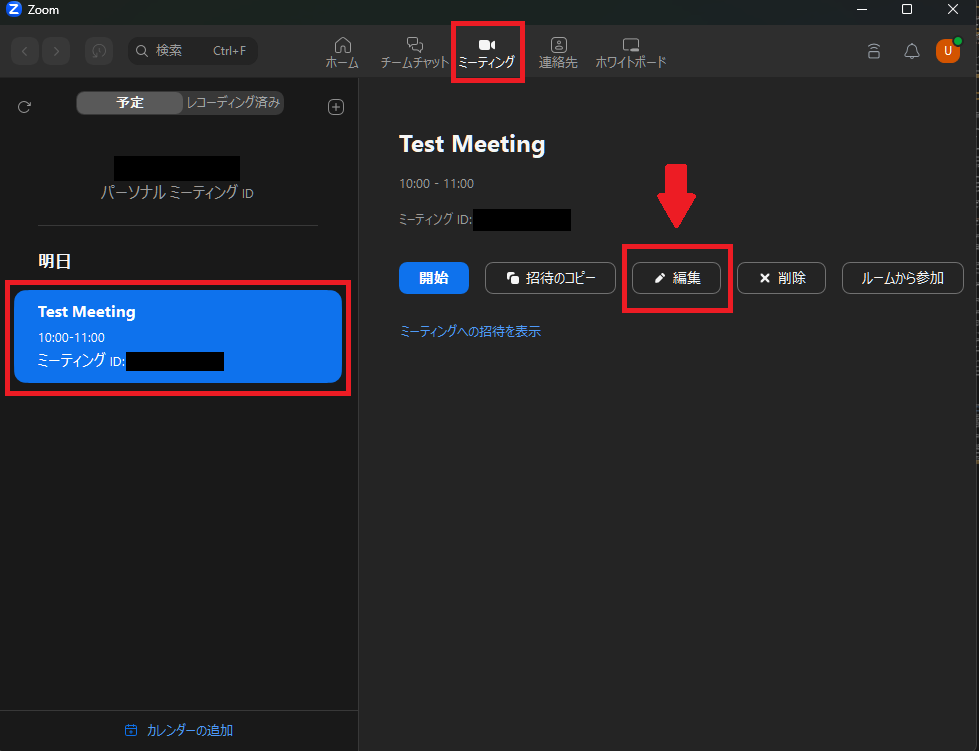 Zoom
検索 Ctrl+F
ホーム
チームチャット
ミーティング
連絡先
ホワイトボード
U
予定
レコーディング済み
パーソナル ミーティング ID
明日
Test Meeting
10:00-11:00
ミーティング ID:
カレンダーの追加
Test Meeting
10:00 - 11:00
ミーティング ID:
開始
招待のコピー
編集
削除
ルームから参加
ミーティングへの招待を表示